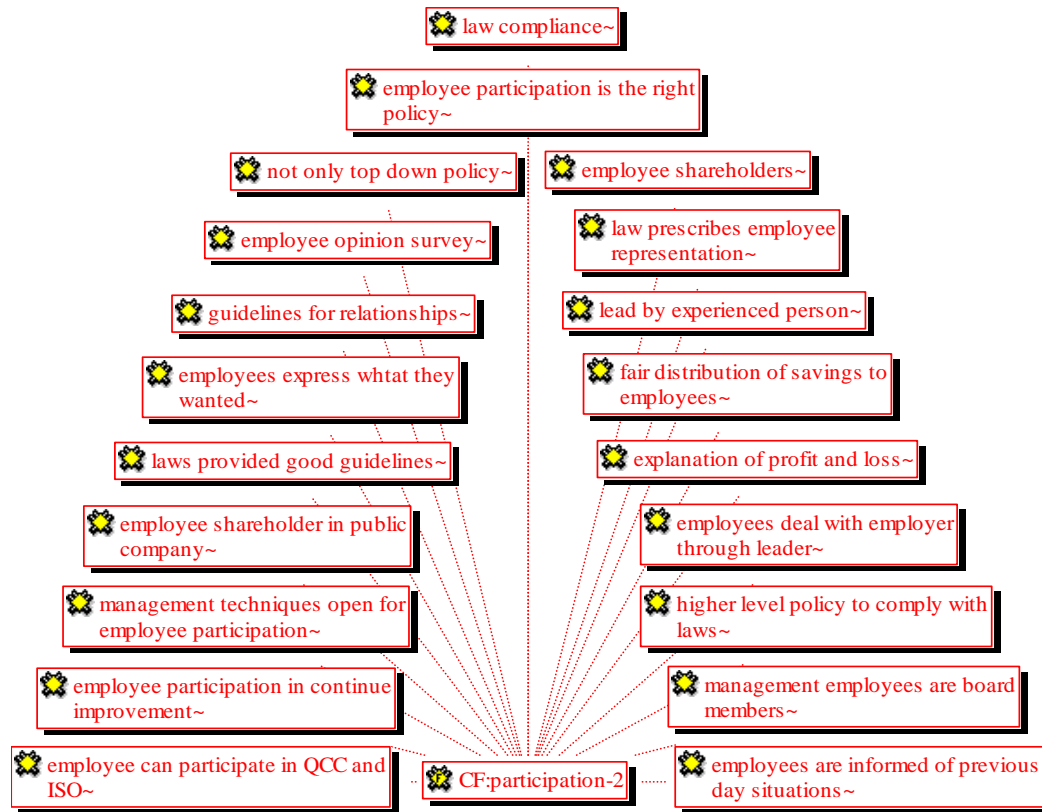 law compliance~
employee participation is the right
policy~
not only top down policy~
employee shareholders~
employee opinion survey~
law prescribes employee
representation~
guidelines for relationships~
lead by experienced person~
employees express whtat they
wanted~
fair distribution of savings to
employees~
laws provided good guidelines~
explanation of profit and loss~
employee shareholder in public
company~
employees deal with employer
through leader~
management techniques open for
employee participation~
higher level policy to comply with
laws~
employee participation in continue
improvement~
management employees are board
members~
employee can participate in QCC and
ISO~
F
CF:participation-2
employees are informed of previous
day situations~